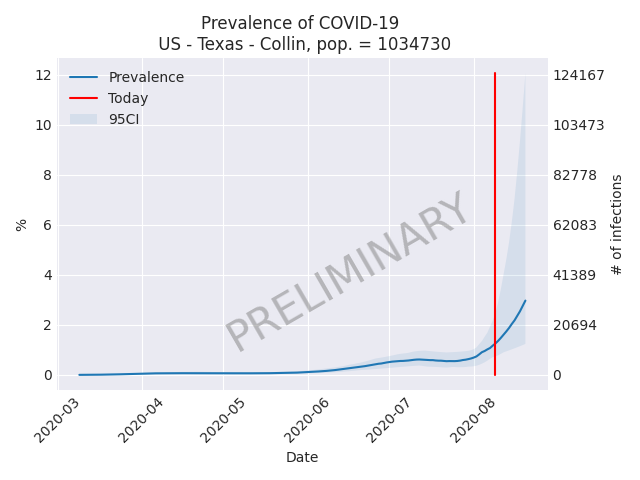 Prevalence of COVID-19
US - Texas - Collin, pop. = 1034730
Prevalence
Today
95CI
12
10
8
6
4
2
0
%
124167
103473
82778
62083
41389
20694
0
# of infections
PRELIMINARY
2020-03
2020-04
2020-05
2020-06
2020-07
2020-08
Date